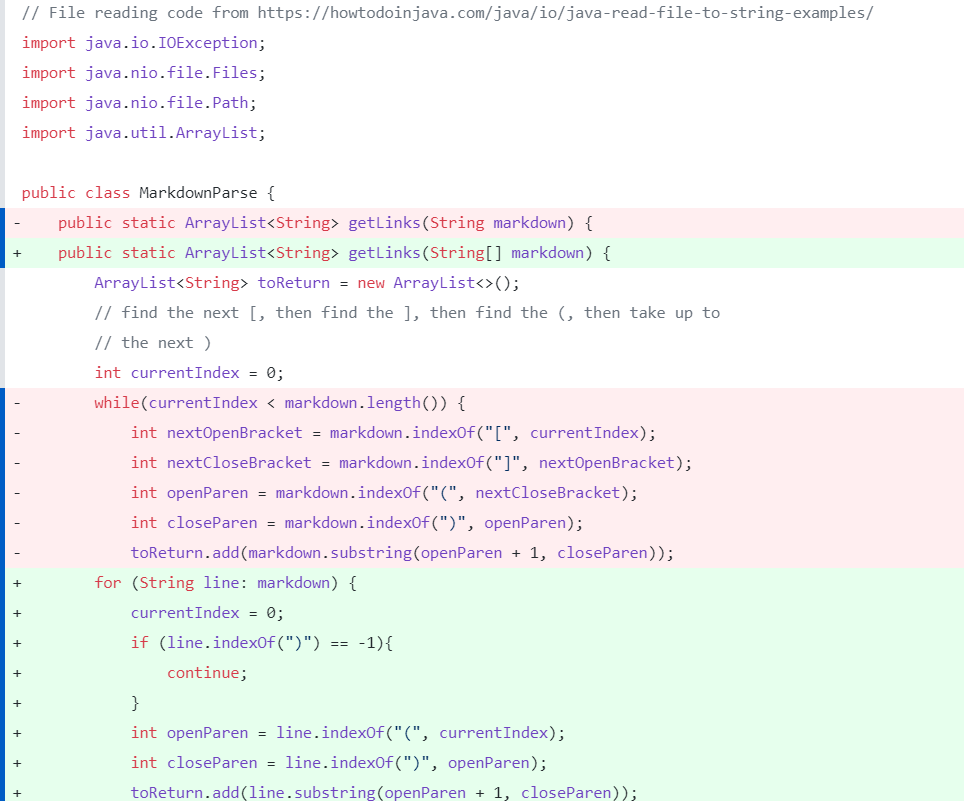 // File reading code from https://howtodoinjava.com/java/io/java-read-file-to-string-examples/
import java.io.IOException;
import java.nio.file.Files;
import java.nio.file.Path;
import java.util.ArrayList;
public class MarkdownParse {
-    public static ArrayList<String> getLinks(String markdown) {
+    public static ArrayList<String> getLinks(String[] markdown) {
        ArrayList<String> toReturn = new ArrayList<>();
        // find the next [, then find the ], then find the (, then take up to
        // the next )
        int currentIndex = 0;
-        while(currentIndex < markdown.length()) {
-            int nextOpenBracket = markdown.indexOf("[", currentIndex);
-            int nextCloseBracket = markdown.indexOf("]", nextOpenBracket);
-            int openParen = markdown.indexOf("(", nextCloseBracket);
-            int closeParen = markdown.indexOf(")", openParen);
-            toReturn.add(markdown.substring(openParen + 1, closeParen));
+        for (String line: markdown) {
+            currentIndex = 0;
+            if (line.indexOf(")") == -1){
+                continue;
+            }
+            int openParen = line.indexOf("(", currentIndex);
+            int closeParen = line.indexOf(")", openParen);
+            toReturn.add(line.substring(openParen + 1, closeParen));